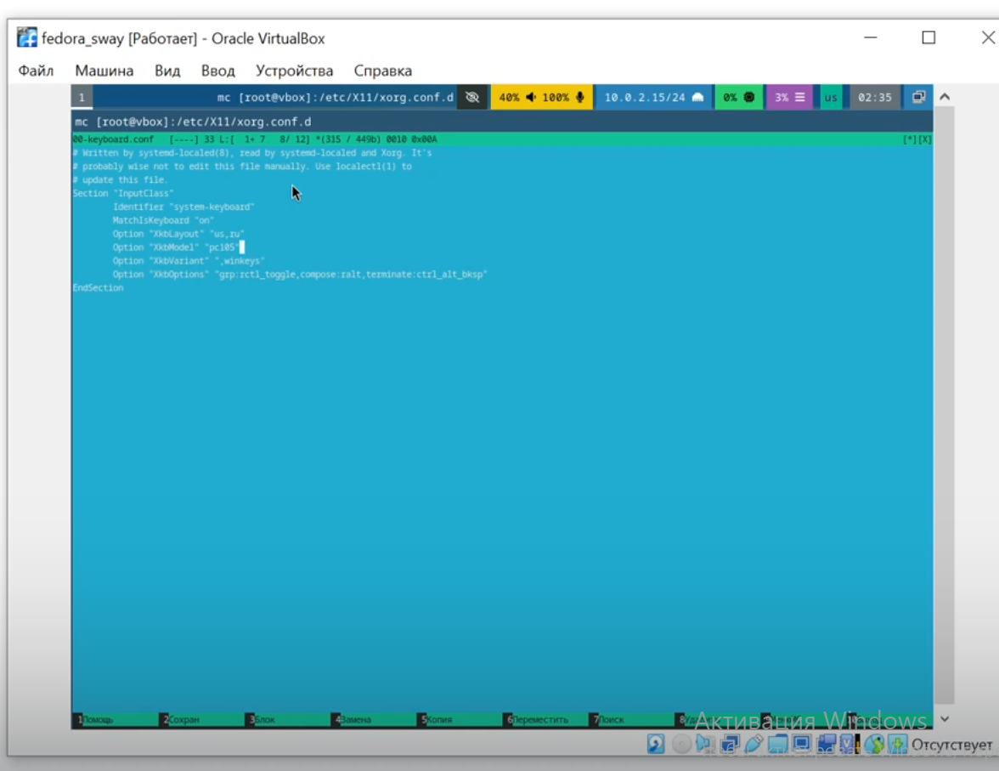 fedora_sway [Работает] - Oracle VirtualBox
Файл Машина Вид Ввод Устройства Справка
1 mc [root@vbox]:/etc/X11/xorg.conf.d 40% 100% 10.0.2.15/24 0% 3% us 02:35
mc [root@vbox]:/etc/X11/xorg.conf.d
00-keyboard.conf [----] 33 L:[ 1+ 7 8/ 12] *(315 / 449b) 0010 0x00A [*][X]
# Written by systemd-localed(8), read by systemd-localed and Xorg. It's
# probably wise not to edit this file manually. Use localectl(1) to
# update this file.
Section "InputClass"
Identifier "system-keyboard"
MatchIsKeyboard "on"
Option "XkbLayout" "us,ru"
Option "XkbModel" "pc105"
Option "XkbVariant" ",winkeys"
Option "XkbOptions" "grp:rctl_toggle,compose:ralt,terminate:ctrl_alt_bksp"
EndSection
1Помощь 2Сохран 3Блок 4Замена 5Копия 6Переместить 7Поиск 8
Активация Windows
Отсутствует